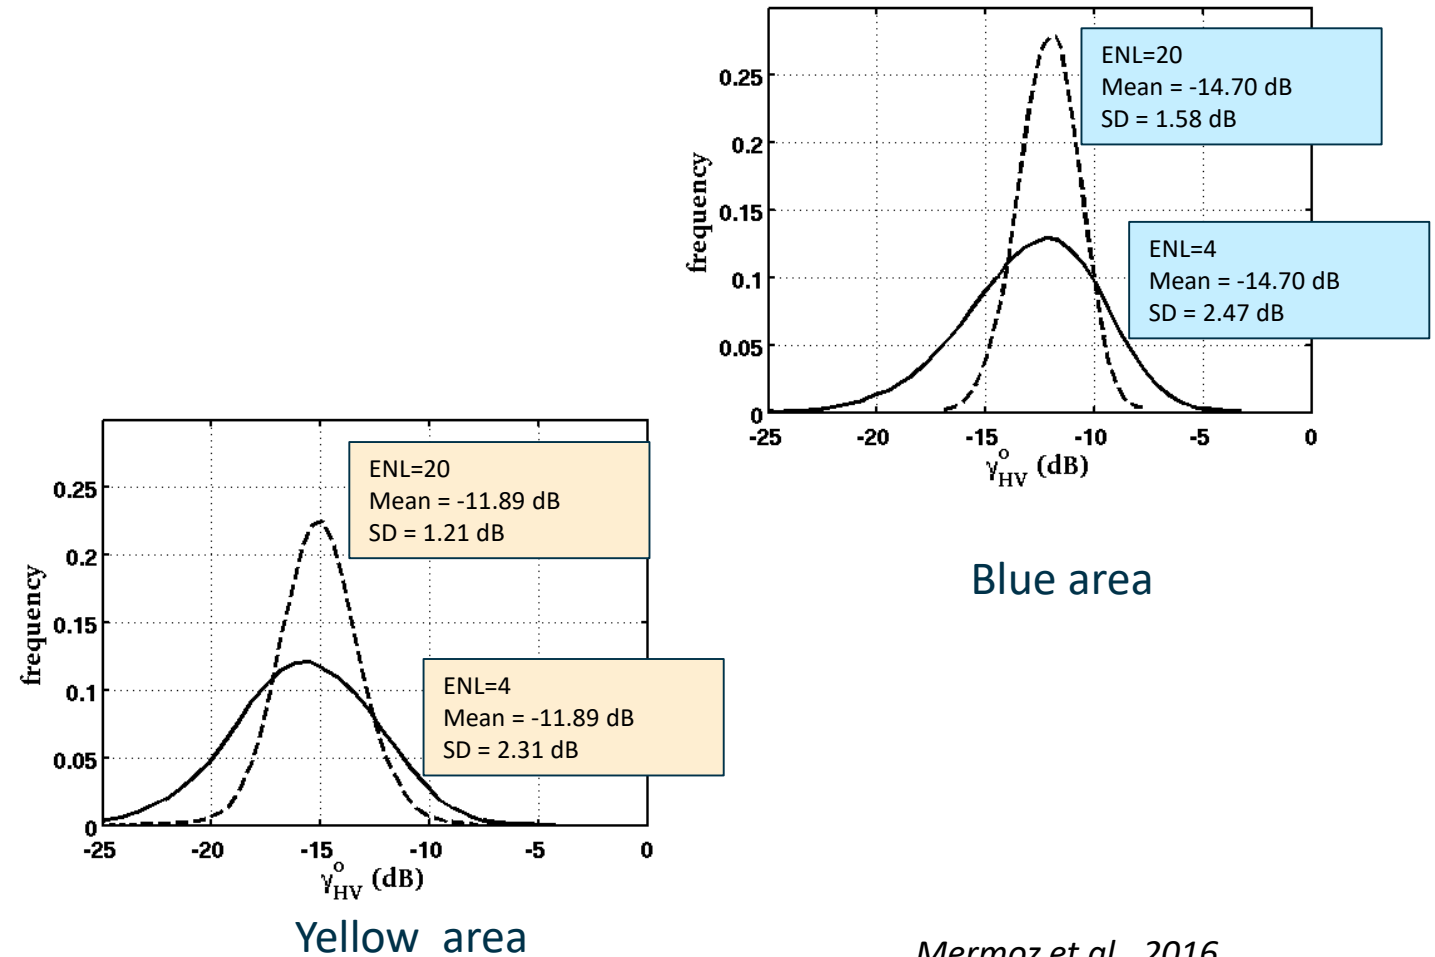 0.25
0.2
0.15
0.1
0.05
0
frequency
-25 -20 -15 -10 -5 0
γ°HV (dB)
ENL=20
Mean = -14.70 dB
SD = 1.58 dB
ENL=4
Mean = -14.70 dB
SD = 2.47 dB
Blue area
0.25
0.2
0.15
0.1
0.05
0
frequency
-25 -20 -15 -10 -5 0
γ°HV (dB)
ENL=20
Mean = -11.89 dB
SD = 1.21 dB
ENL=4
Mean = -11.89 dB
SD = 2.31 dB
Yellow area
Mermoz et al., 2016